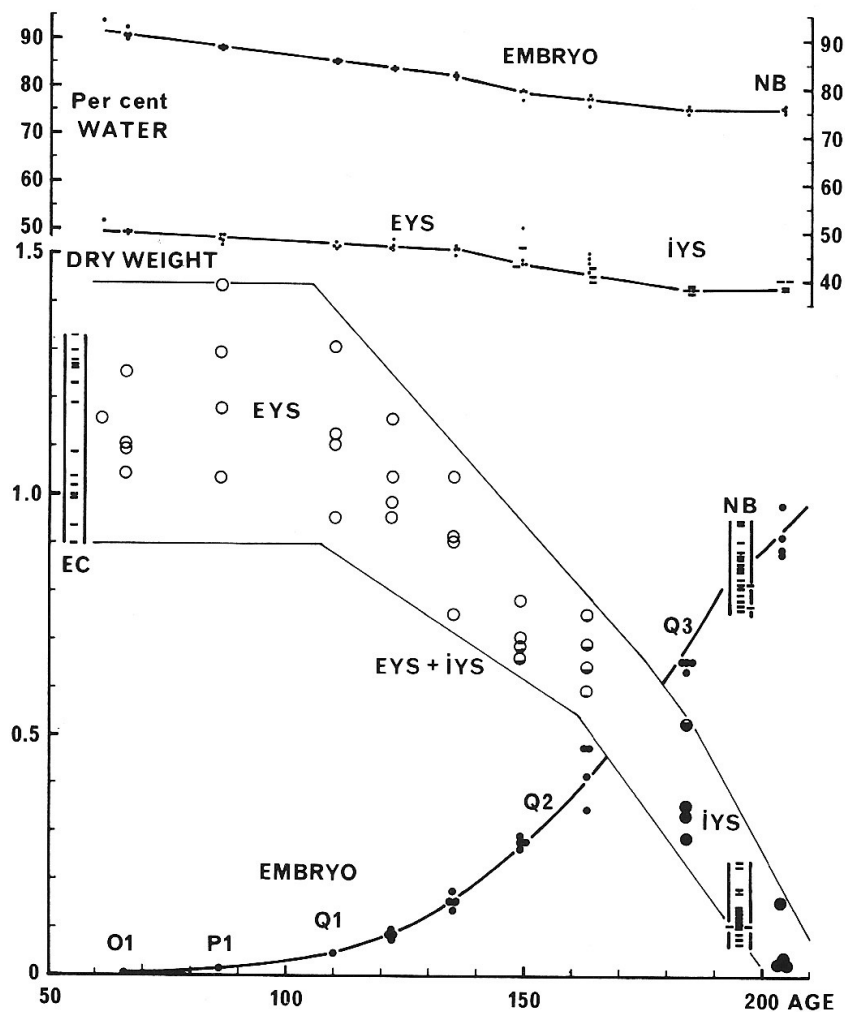 90
EMBRYO
90
80
NB
80
Per cent
WATER
70
70
60
60
50
EYS
50
İYS
1.5
DRY WEIGHT
40
EYS
1.0
NB
EC
Q3
EYS + İYS
0.5
Q2
İYS
EMBRYO
Q1
O1
P1
0
50
100
150
200 AGE